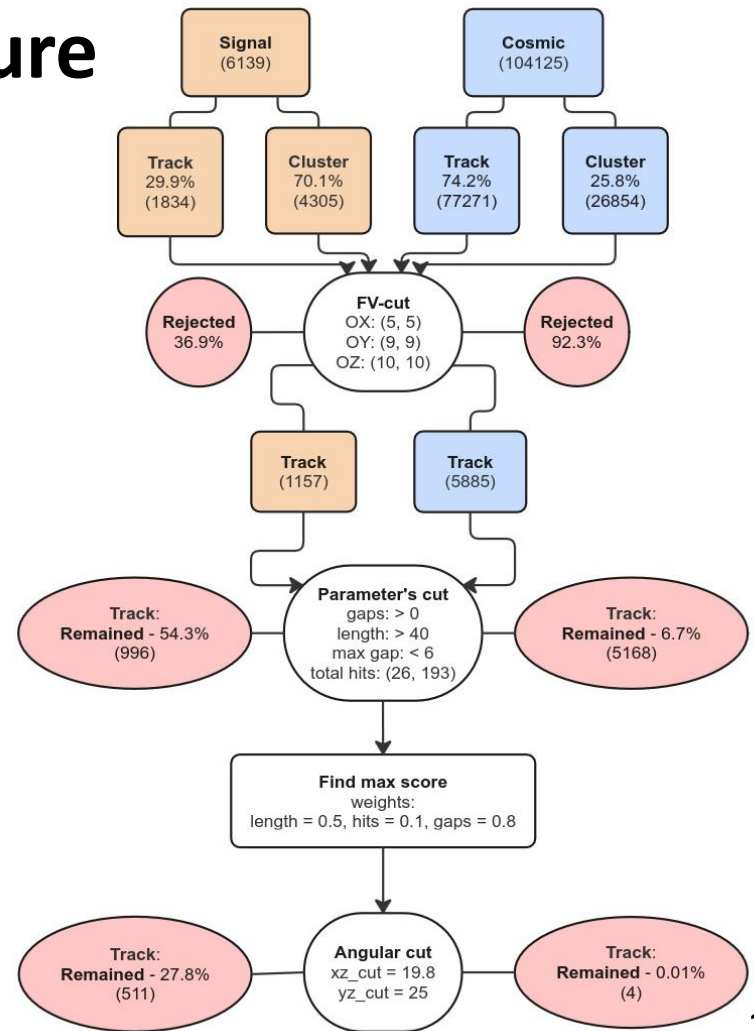 ure
Signal
(6139)
Cosmic
(104125)
Track
29.9%
(1834)
Cluster
70.1%
(4305)
Track
74.2%
(77271)
Cluster
25.8%
(26854)
Rejected
36.9%
FV-cut
OX: (5, 5)
OY: (9, 9)
OZ: (10, 10)
Rejected
92.3%
Track
(1157)
Track
(5885)
Track:
Remained - 54.3%
(996)
Parameter's cut
gaps: > 0
length: > 40
max gap: < 6
total hits: (26, 193)
Track:
Remained - 6.7%
(5168)
Find max score
weights:
length = 0.5, hits = 0.1, gaps = 0.8
Track:
Remained - 27.8%
(511)
Angular cut
xz_cut = 19.8
yz_cut = 25
Track:
Remained - 0.01%
(4)